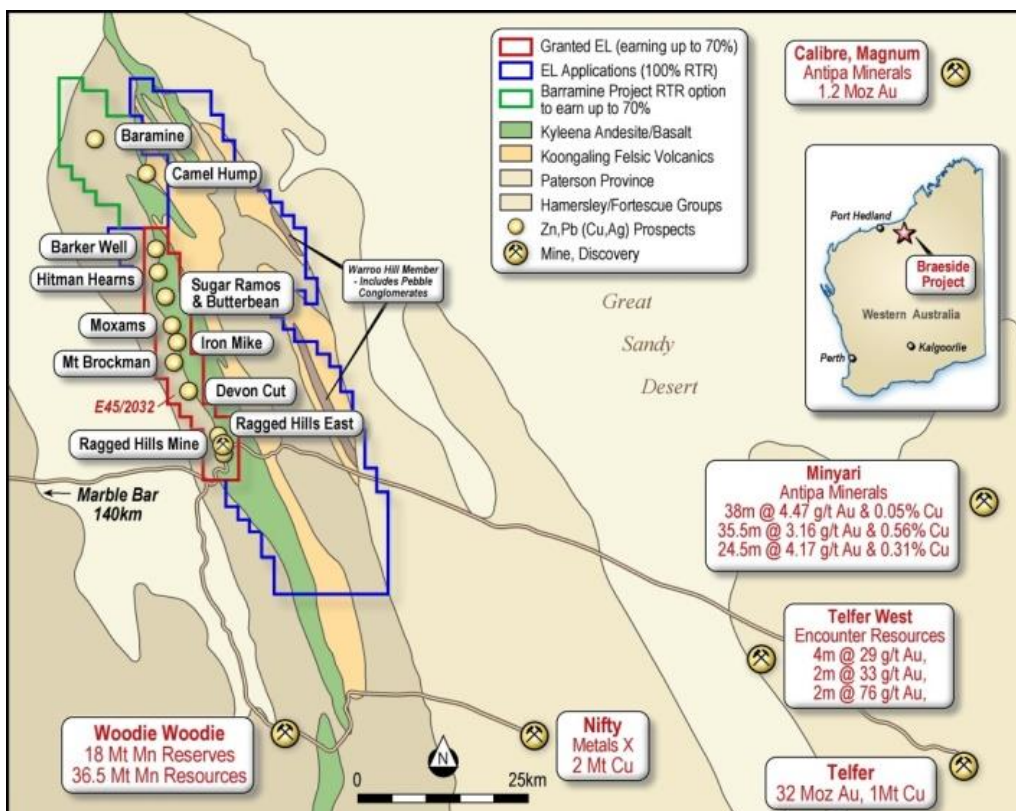 Granted EL (earning up to 70%)
EL Applications (100% RTR)
Barramine Project RTR option
to earn up to 70%
Kyleena Andesite/Basalt
Koongaling Felsic Volcanics
Paterson Province
Hamersley/Fortescue Groups
Zn,Pb (Cu,Ag) Prospects
Mine, Discovery
Calibre, Magnum
Antipa Minerals
1.2 Moz Au
Baramine
Camel Hump
Barker Well
Hitman Hearns
Sugar Ramos
& Butterbean
Moxams
Iron Mike
Mt Brockman
Devon Cut
E45/2032
Ragged Hills East
Ragged Hills Mine
Marble Bar
140km
Warroo Hill Member
- Includes Pebble
Conglomerates
Great
Sandy
Desert
Port Hedland
Braeside
Project
Western Australia
Kalgoorlie
Perth
Minyari
Antipa Minerals
38m @ 4.47 g/t Au & 0.05% Cu
35.5m @ 3.16 g/t Au & 0.56% Cu
24.5m @ 4.17 g/t Au & 0.31% Cu
Telfer West
Encounter Resources
4m @ 29 g/t Au,
2m @ 33 g/t Au,
2m @ 76 g/t Au,
Woodie Woodie
18 Mt Mn Reserves
36.5 Mt Mn Resources
Nifty
Metals X
2 Mt Cu
Telfer
32 Moz Au, 1Mt Cu
N
0
25km